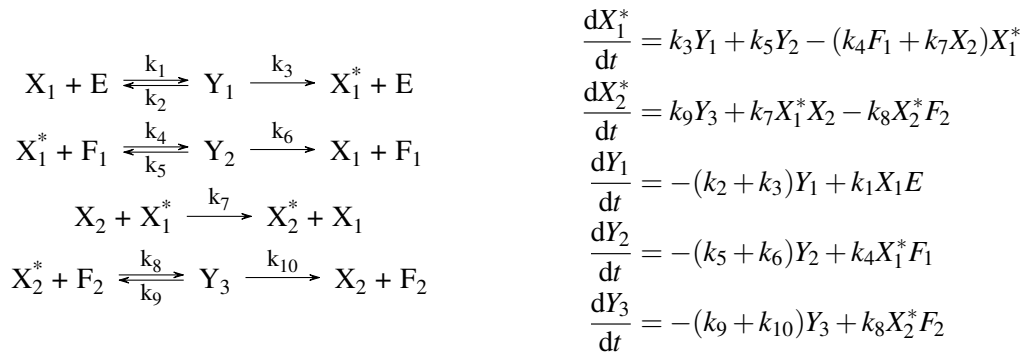 X₁ + E ⇌ Y₁ → X₁* + E (k₁, k₂, k₃)
X₁* + F₁ ⇌ Y₂ → X₁ + F₁ (k₄, k₅, k₆)
X₂ + X₁* → X₂* + X₁ (k₇)
X₂* + F₂ ⇌ Y₃ → X₂ + F₂ (k₈, k₉, k₁₀)
dX₁*/dt = k₃Y₁ + k₅Y₂ − (k₄F₁ + k₇X₂)X₁*
dX₂*/dt = k₉Y₃ + k₇X₁*X₂ − k₈X₂*F₂
dY₁/dt = −(k₂ + k₃)Y₁ + k₁X₁E
dY₂/dt = −(k₅ + k₆)Y₂ + k₄X₁*F₁
dY₃/dt = −(k₉ + k₁₀)Y₃ + k₈X₂*F₂